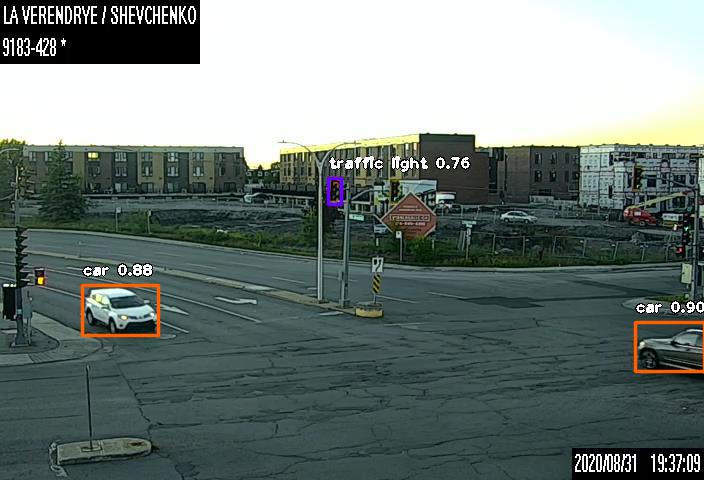 LA VERENDRYE / SHEVCHENKO
9183-428 *
traffic light 0.76
car 0.88
car 0.90
2020/08/31 19:37:09